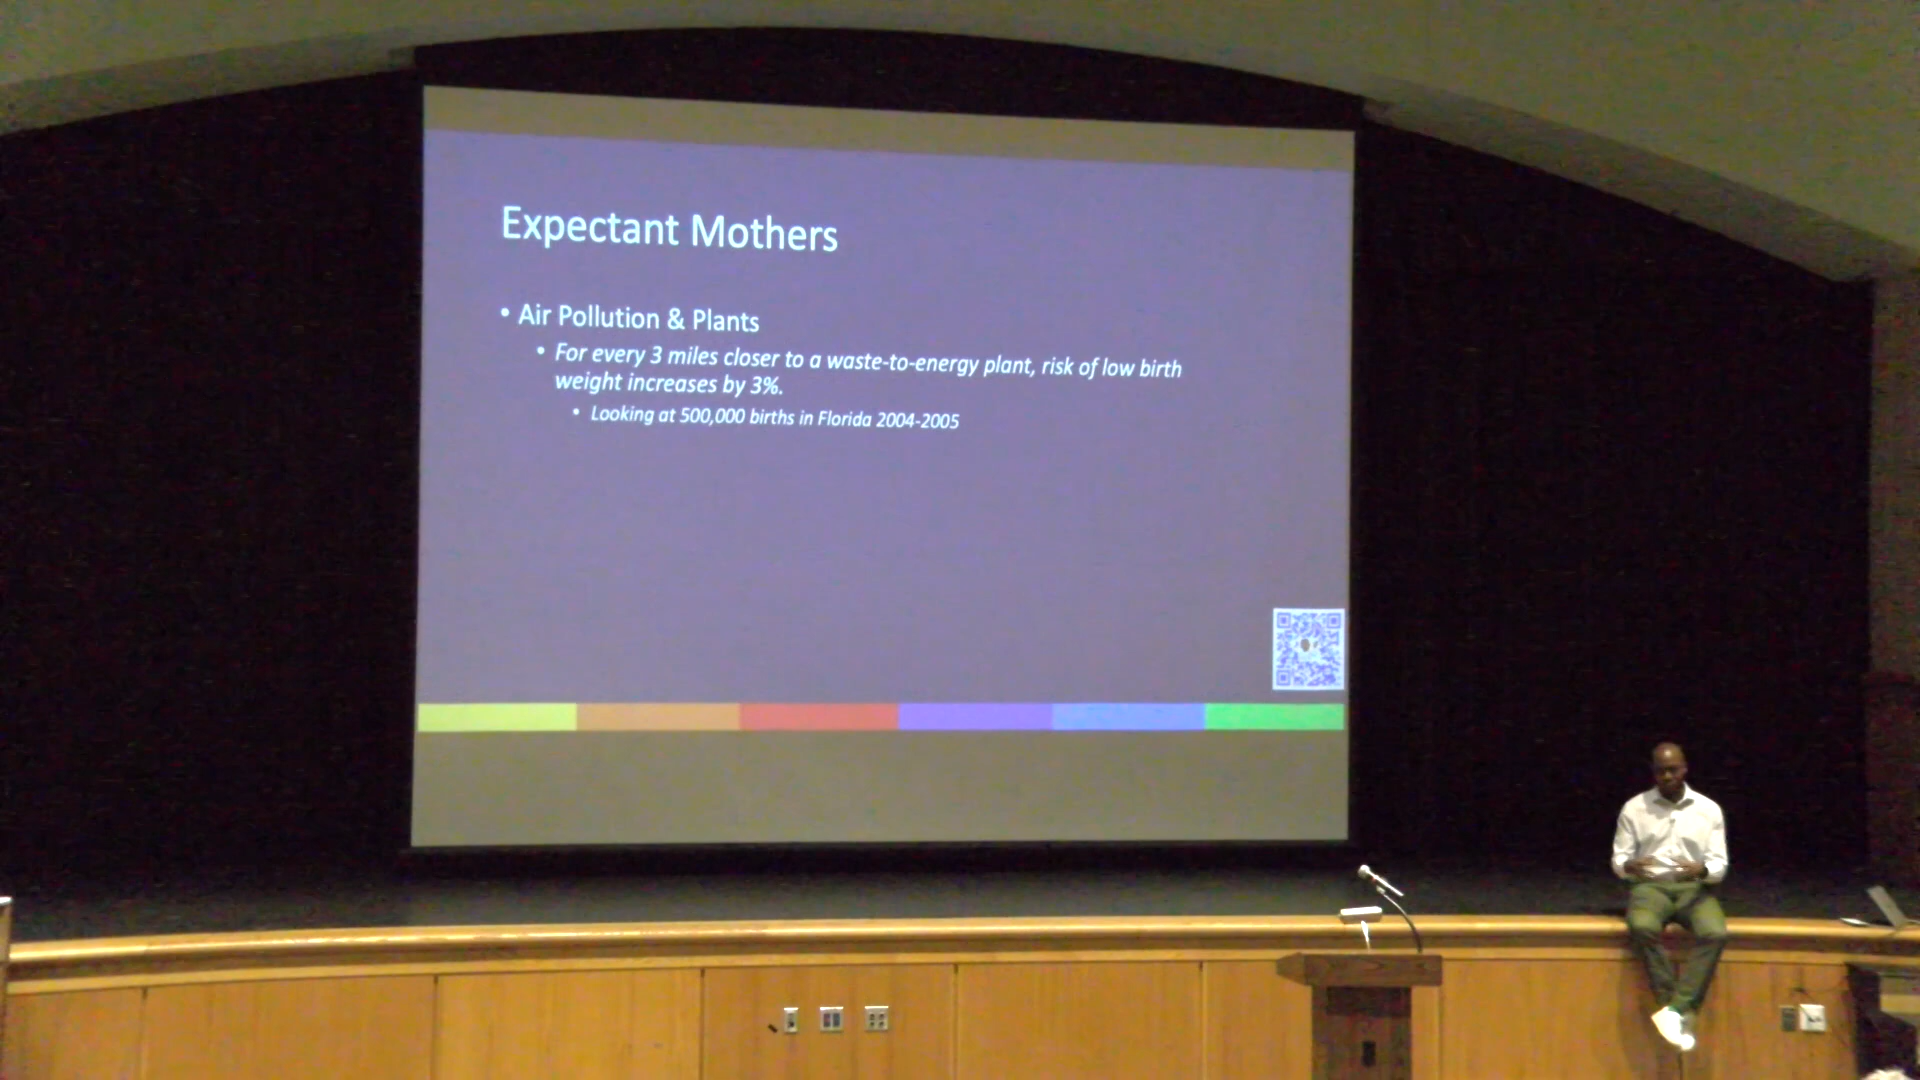 Expectant Mothers
• Air Pollution & Plants
• For every 3 miles closer to a waste-to-energy plant, risk of low birth
weight increases by 3%.
• Looking at 500,000 births in Florida 2004-2005